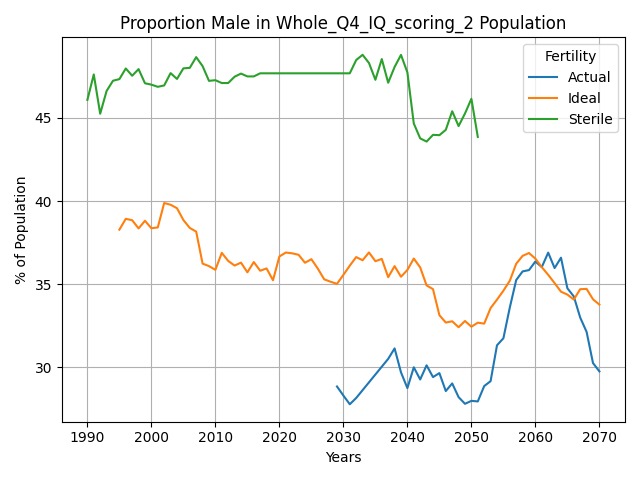 Proportion Male in Whole_Q4_IQ_scoring_2 Population
Fertility
Actual
Ideal
Sterile
% of Population
45
40
35
30
1990 2000 2010 2020 2030 2040 2050 2060 2070
Years